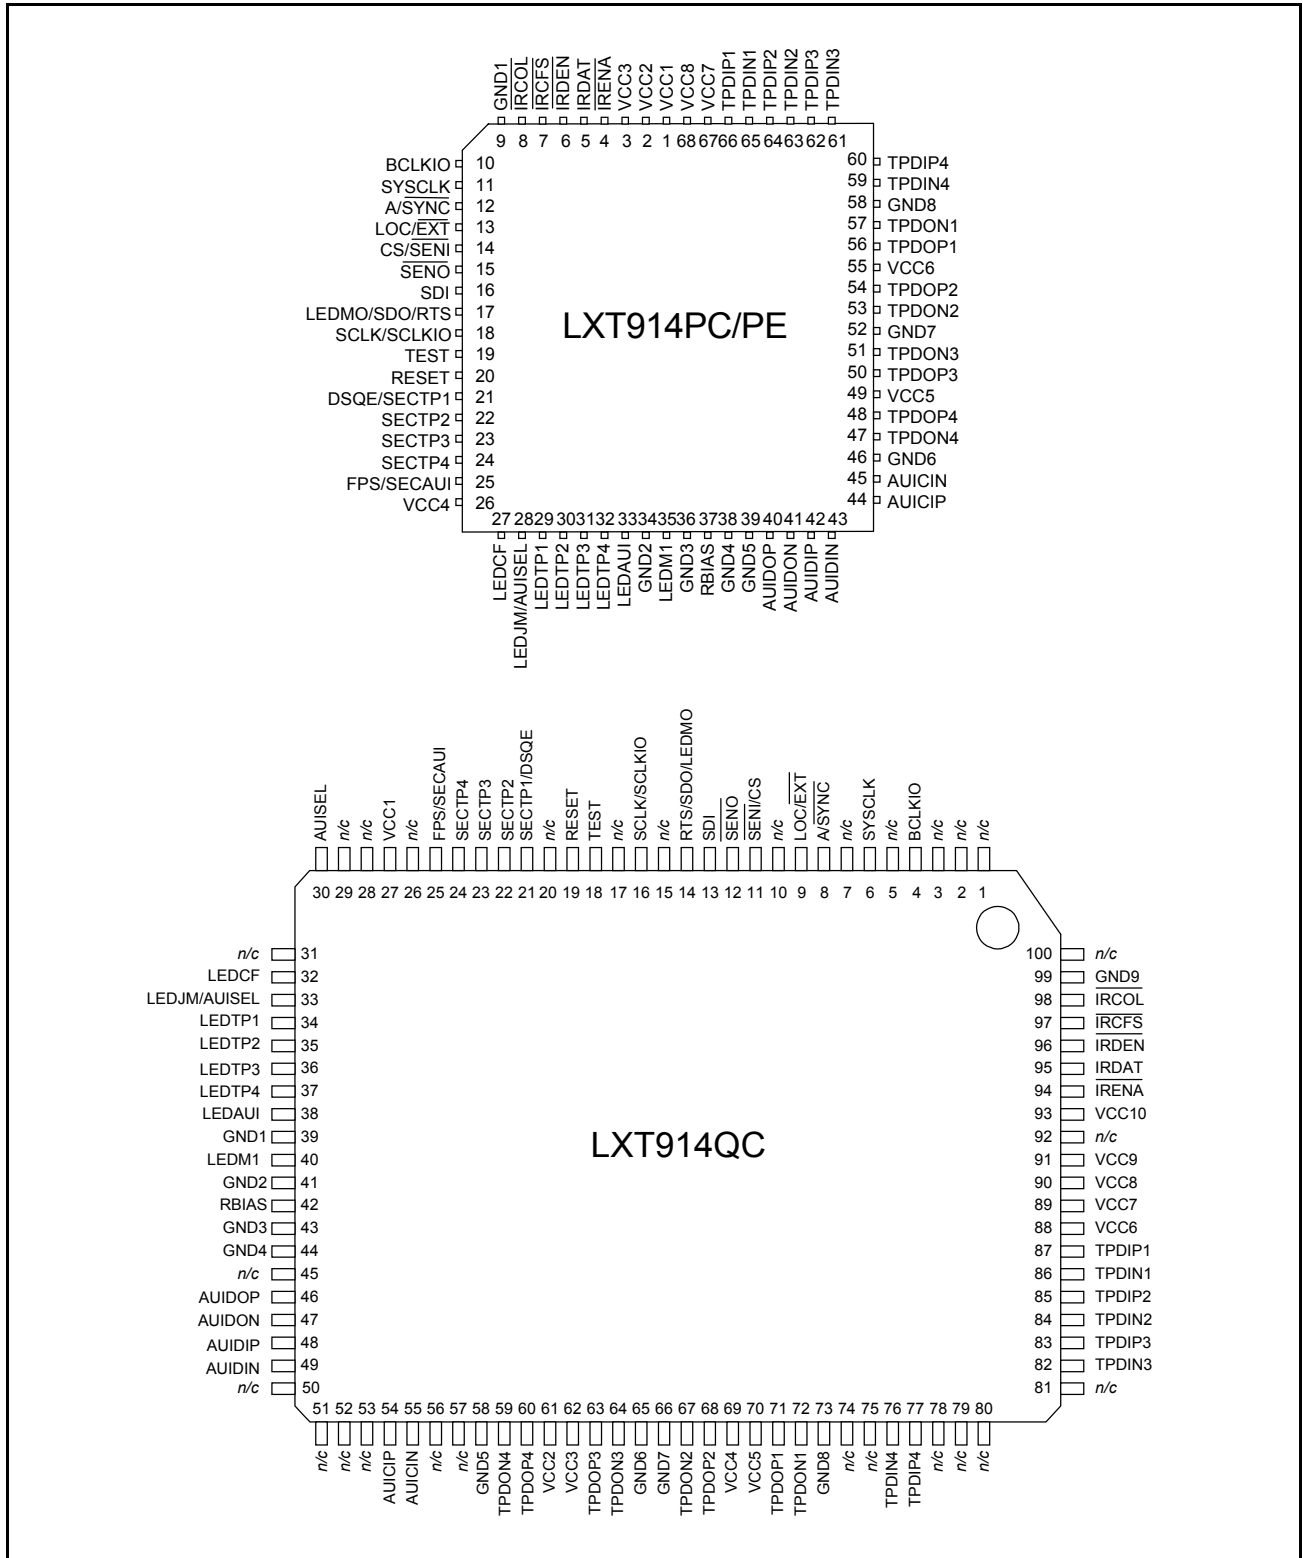 GND1
IRCOL
IRCFS
IRDEN
IRDAT
IRENA
VCC3
VCC2
VCC1
VCC8
VCC7
TPDIP1
TPDIN1
TPDIP2
TPDIN2
TPDIP3
TPDIN3
9 8 7 6 5 4 3 2 1 68 67 66 65 64 63 62 61
BCLKIO 10
SYSCLK 11
A/SYNC 12
LOC/EXT 13
CS/SENI 14
SENO 15
SDI 16
LEDMO/SDO/RTS 17
SCLK/SCLKIO 18
TEST 19
RESET 20
DSQE/SECTP1 21
SECTP2 22
SECTP3 23
SECTP4 24
FPS/SECAUI 25
VCC4 26
LXT914PC/PE
60 TPDIP4
59 TPDIN4
58 GND8
57 TPDON1
56 TPDOP1
55 VCC6
54 TPDOP2
53 TPDON2
52 GND7
51 TPDON3
50 TPDOP3
49 VCC5
48 TPDOP4
47 TPDON4
46 GND6
45 AUICIN
44 AUICIP
27 28 29 30 31 32 33 34 35 36 37 38 39 40 41 42 43
LEDCF
LEDJM/AUISEL
LEDTP1
LEDTP2
LEDTP3
LEDTP4
LEDAUI
GND2
LEDM1
GND3
RBIAS
GND4
GND5
AUIDOP
AUIDON
AUIDIP
AUIDIN
AUISEL
n/c
n/c
VCC1
n/c
FPS/SECAUI
SECTP4
SECTP3
SECTP2
SECTP1/DSQE
n/c
RESET
TEST
n/c
SCLK/SCLKIO
n/c
RTS/SDO/LEDMO
SDI
SENO
SENI/CS
n/c
LOC/EXT
A/SYNC
n/c
SYSCLK
n/c
BCLKIO
n/c
n/c
n/c
30 29 28 27 26 25 24 23 22 21 20 19 18 17 16 15 14 13 12 11 10 9 8 7 6 5 4 3 2 1
n/c 31
LEDCF 32
LEDJM/AUISEL 33
LEDTP1 34
LEDTP2 35
LEDTP3 36
LEDTP4 37
LEDAUI 38
GND1 39
LEDM1 40
GND2 41
RBIAS 42
GND3 43
GND4 44
n/c 45
AUIDOP 46
AUIDON 47
AUIDIP 48
AUIDIN 49
n/c 50
LXT914QC
100 n/c
99 GND9
98 IRCOL
97 IRCFS
96 IRDEN
95 IRDAT
94 IRENA
93 VCC10
92 n/c
91 VCC9
90 VCC8
89 VCC7
88 VCC6
87 TPDIP1
86 TPDIN1
85 TPDIP2
84 TPDIN2
83 TPDIP3
82 TPDIN3
81 n/c
51 52 53 54 55 56 57 58 59 60 61 62 63 64 65 66 67 68 69 70 71 72 73 74 75 76 77 78 79 80
n/c
n/c
n/c
AUICIP
AUICIN
n/c
n/c
GND5
TPDON4
TPDOP4
VCC2
VCC3
TPDOP3
TPDON3
GND6
GND7
TPDON2
TPDOP2
VCC4
VCC5
TPDOP1
TPDON1
GND8
n/c
n/c
TPDIN4
TPDIP4
n/c
n/c
n/c